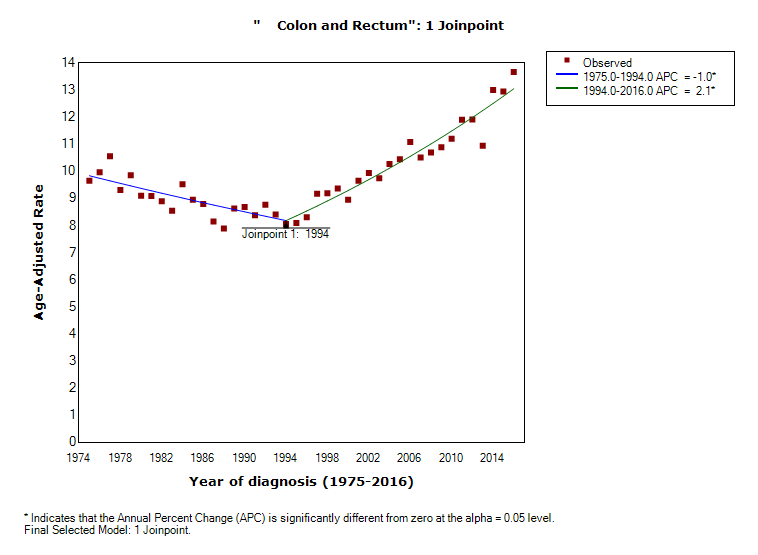 "    Colon and Rectum": 1 Joinpoint
Observed
1975.0-1994.0 APC  = -1.0*
1994.0-2016.0 APC  =  2.1*
14
13
12
11
10
9
8
7
6
5
4
3
2
1
0
Age-Adjusted Rate
Joinpoint 1:  1994
1974 1978 1982 1986 1990 1994 1998 2002 2006 2010 2014
Year of diagnosis (1975-2016)
* Indicates that the Annual Percent Change (APC) is significantly different from zero at the alpha = 0.05 level.
Final Selected Model: 1 Joinpoint.